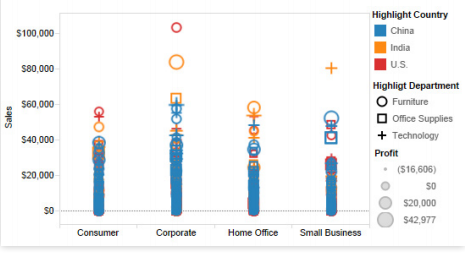 Highlight Country
China
India
U.S.
Highligt Department
Furniture
Office Supplies
Technology
Profit
($16,606)
$0
$20,000
$42,977
Sales
$100,000
$80,000
$60,000
$40,000
$20,000
$0
Consumer
Corporate
Home Office
Small Business